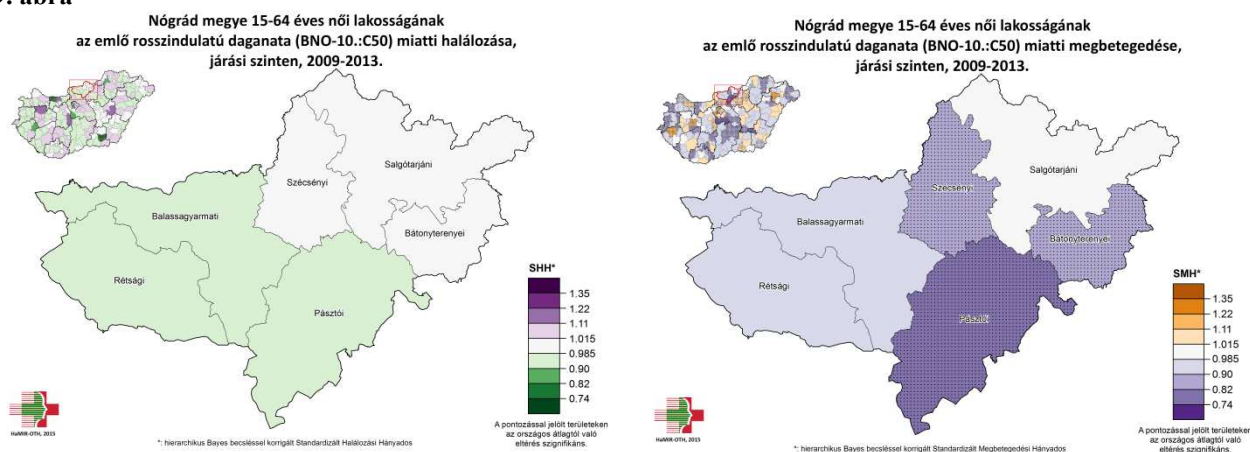 Nógrád megye 15-64 éves női lakosságának
az emlő rosszindulatú daganata (BNO-10.:C50) miatti halálozása,
járási szinten, 2009-2013.
Salgótarjáni
Szécsényi
Balassagyarmati
Bátonyterenyei
Rétsági
Pásztói
SHH*
1.35
1.22
1.11
1.015
0.985
0.90
0.82
0.74
HaMIR-OTH, 2015
A pontozással jelölt területeken
az országos átlagtól való
eltérés szignifikáns.
*: hierarchikus Bayes becsléssel korrigált Standardizált Halálozási Hányados
Nógrád megye 15-64 éves női lakosságának
az emlő rosszindulatú daganata (BNO-10.:C50) miatti megbetegedése,
járási szinten, 2009-2013.
Salgótarjáni
Szécsényi
Balassagyarmati
Bátonyterenyei
Rétsági
Pásztói
SMH*
1.35
1.22
1.11
1.015
0.985
0.90
0.82
0.74
HaMIR-OTH, 2015
A pontozással jelölt területeken
az országos átlagtól való
eltérés szignifikáns.
*: hierarchikus Bayes becsléssel korrigált Standardizált Megbetegedési Hányados